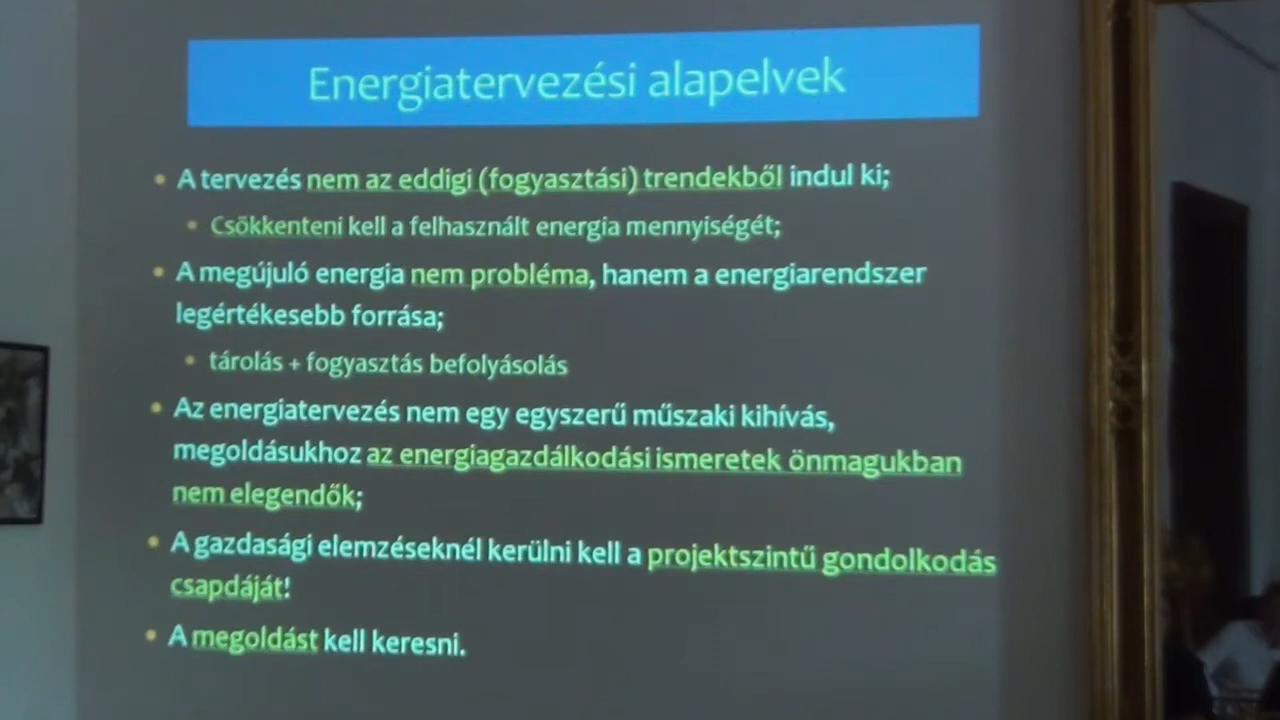 Energiatervezési alapelvek
• A tervezés nem az eddigi (fogyasztási) trendekből indul ki;
• Csökkenteni kell a felhasznált energia mennyiségét;
• A megújuló energia nem probléma, hanem a energiarendszer
legértékesebb forrása;
• tárolás + fogyasztás befolyásolás
• Az energiatervezés nem egy egyszerű műszaki kihívás,
megoldásukhoz az energiagazdálkodási ismeretek önmagukban
nem elegendők;
• A gazdasági elemzéseknél kerülni kell a projektszintű gondolkodás
csapdáját!
• A megoldást kell keresni.